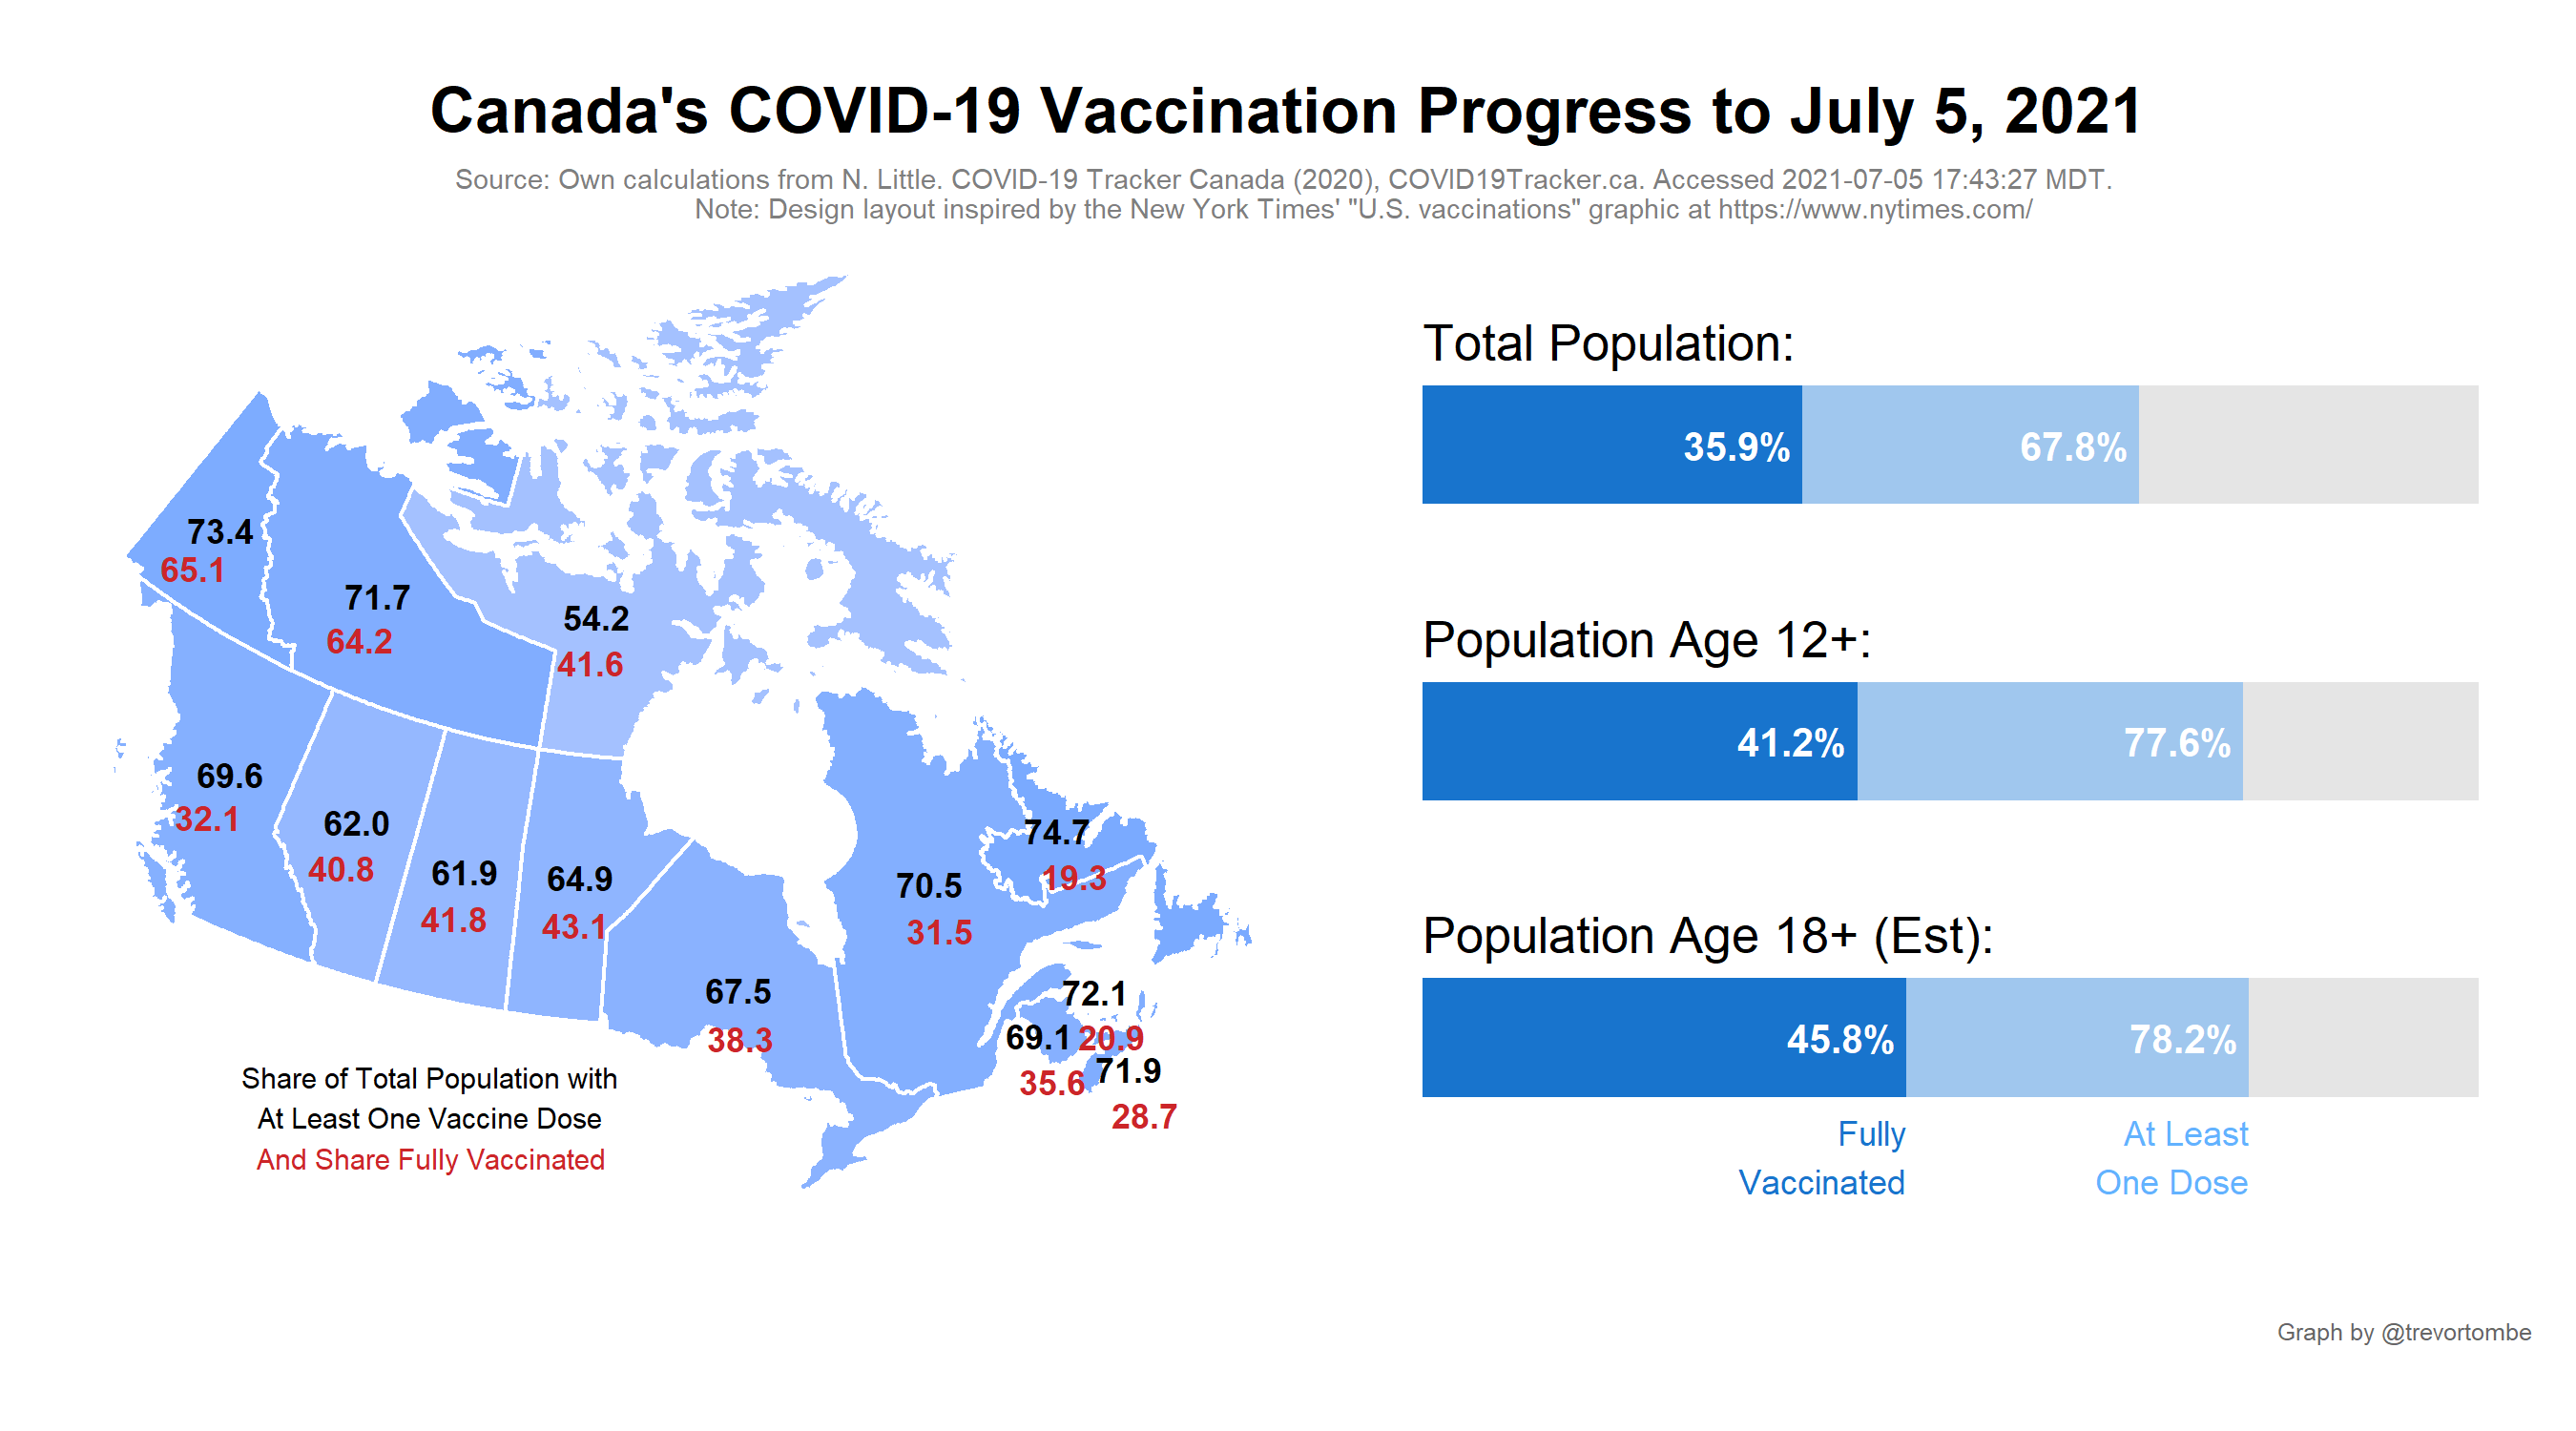 Canada's COVID-19 Vaccination Progress to July 5, 2021
Source: Own calculations from N. Little. COVID-19 Tracker Canada (2020), COVID19Tracker.ca. Accessed 2021-07-05 17:43:27 MDT.
Note: Design layout inspired by the New York Times' "U.S. vaccinations" graphic at https://www.nytimes.com/
73.4
65.1
71.7
64.2
54.2
41.6
69.6
32.1
62.0
40.8
61.9
41.8
64.9
43.1
67.5
38.3
70.5
31.5
74.7
19.3
72.1
20.9
69.1
35.6
71.9
28.7
Share of Total Population with
At Least One Vaccine Dose
And Share Fully Vaccinated
Total Population:
35.9% 67.8%
Population Age 12+:
41.2% 77.6%
Population Age 18+ (Est):
45.8% 78.2%
Fully
Vaccinated
At Least
One Dose
Graph by @trevortombe